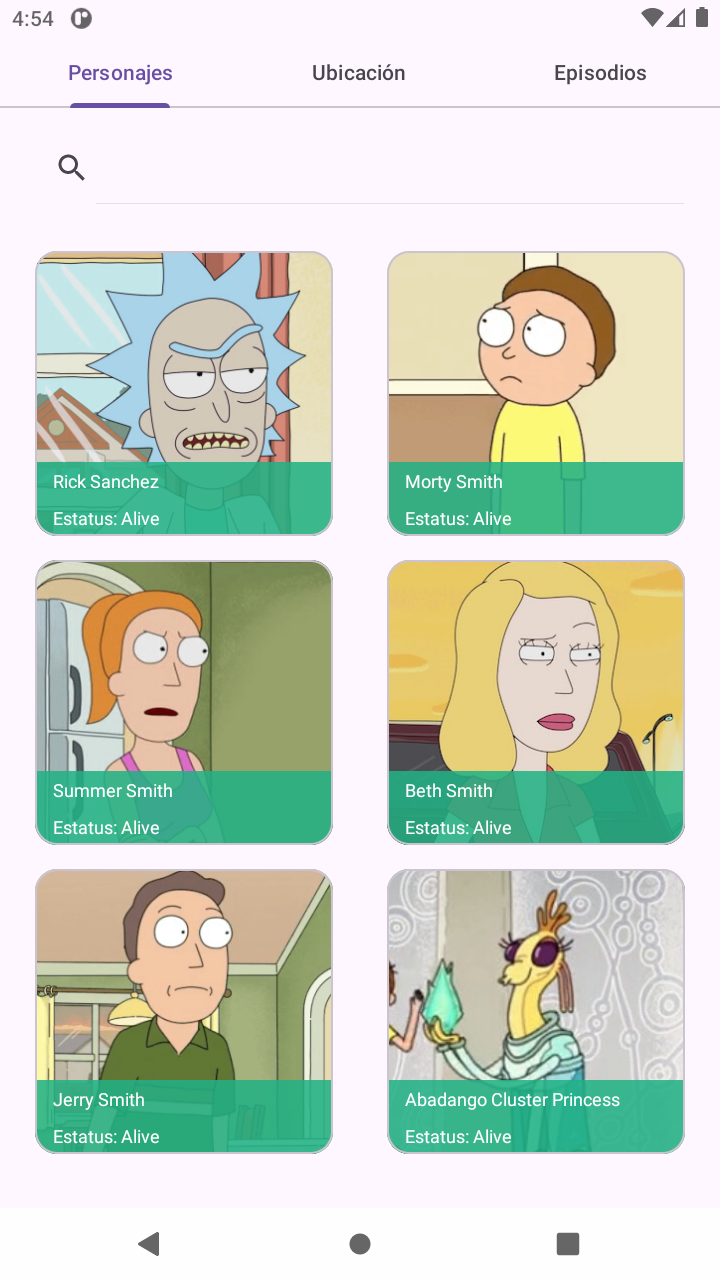 4:54
Personajes
Ubicación
Episodios
Rick Sanchez
Estatus: Alive
Morty Smith
Estatus: Alive
Summer Smith
Estatus: Alive
Beth Smith
Estatus: Alive
Jerry Smith
Estatus: Alive
Abadango Cluster Princess
Estatus: Alive